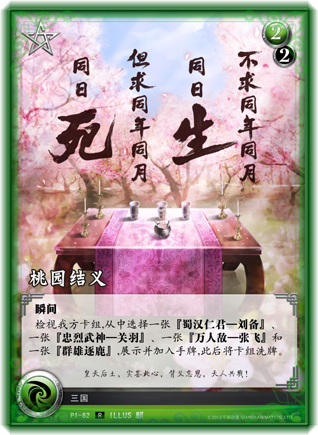 2
2
不求同年同月
同日生
但求同年同月
同日死
桃园结义
瞬间
检视我方卡组,从中选择一张『蜀汉仁君—刘备』、
一张『忠烈武神—关羽』、一张『万人敌—张飞』和
一张『群雄逐鹿』,展示并加入手牌,此后将卡组洗牌。
皇天后土,实鉴此心,背义忘恩,天人共戮!
三国
P1-82 R ILLUS 麒